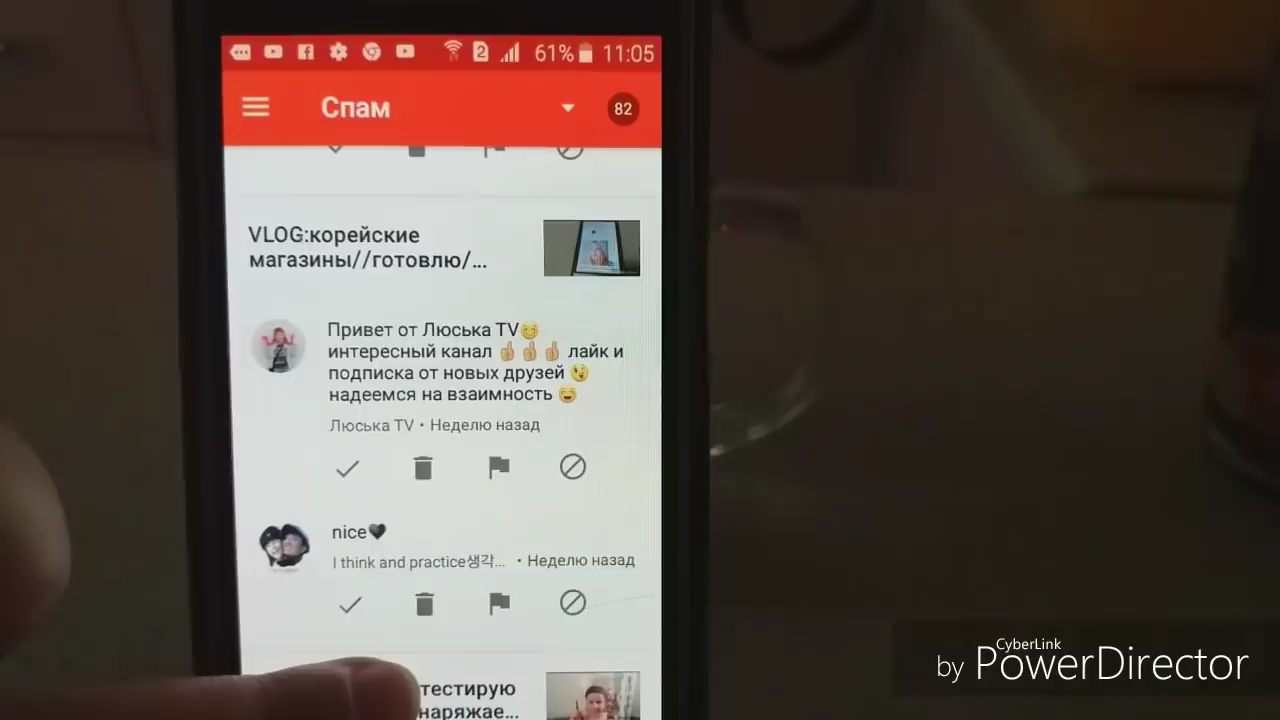 61% 11:05
Спам
82
VLOG:корейские
магазины//готовлю/...
Привет от Люська TV😁
интересный канал 👍👍👍 лайк и
подписка от новых друзей 😉
надеемся на взаимность 😄
Люська TV • Неделю назад
nice🖤
I think and practice생각... • Неделю назад
тестирую
наряжае...
CyberLink
by PowerDirector